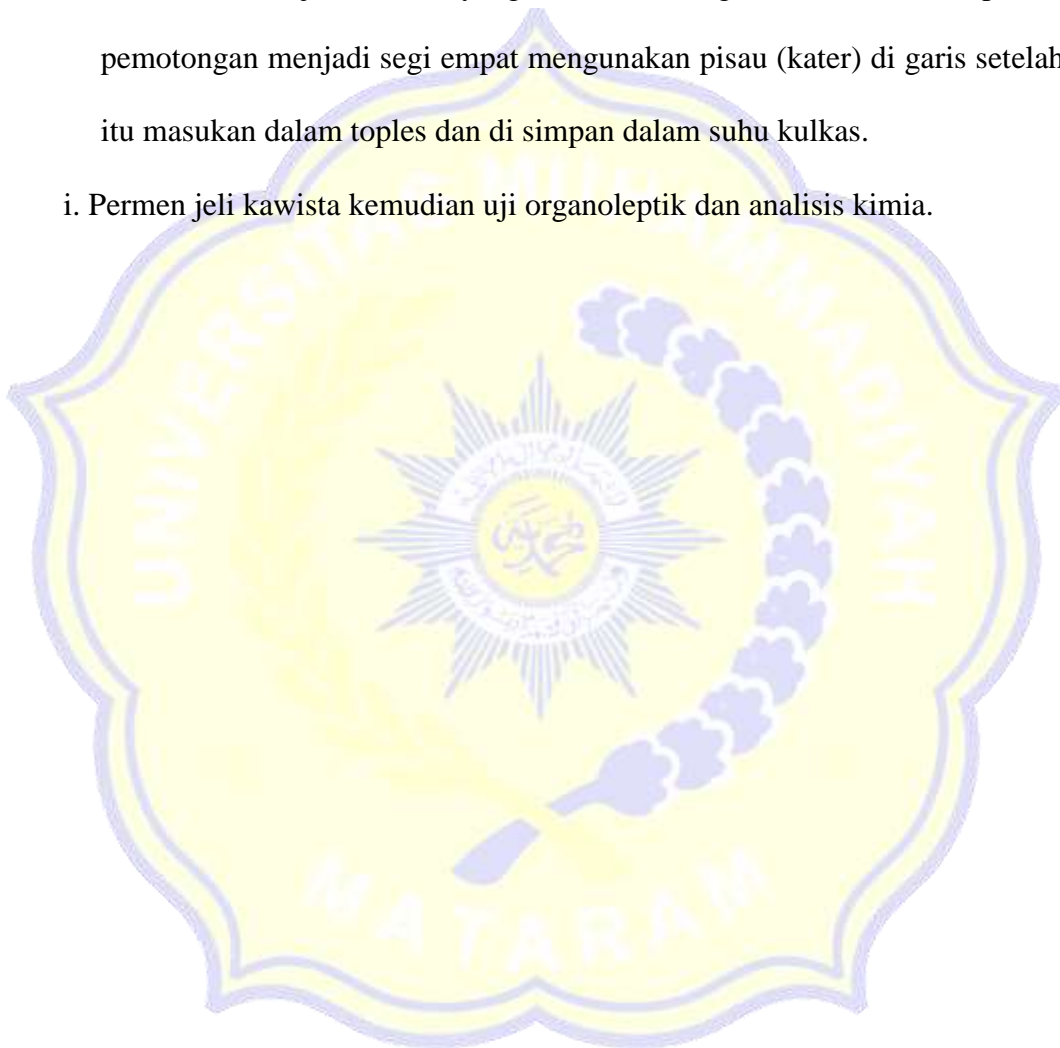 pemotongan menjadi segi empat mengunakan pisau (kater) di garis setelah
itu masukan dalam toples dan di simpan dalam suhu kulkas.
i. Permen jeli kawista kemudian uji organoleptik dan analisis kimia.
UNIVERSITAS MUHAMMADIYAH
MATARAM